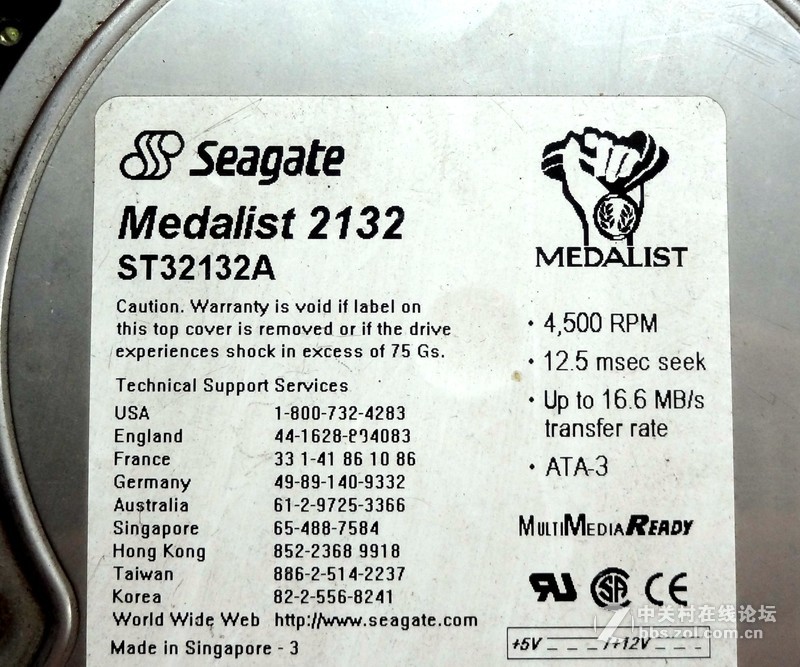 Seagate
Medalist 2132
ST32132A
Caution. Warranty is void if label on
this top cover is removed or if the drive
experiences shock in excess of 75 Gs.
Technical Support Services
USA 1-800-732-4283
England 44-1628-894083
France 33 1-41 86 10 86
Germany 49-89-140-9332
Australia 61-2-9725-3366
Singapore 65-488-7584
Hong Kong 852-2368 9918
Taiwan 886-2-514-2237
Korea 82-2-556-8241
World Wide Web http://www.seagate.com
Made in Singapore - 3
MEDALIST
· 4,500 RPM
· 12.5 msec seek
· Up to 16.6 MB/s
transfer rate
· ATA-3
MULTIMEDIAREADY
UR SA CE
+5V _ _ _ /+12V _ _ _
中关村在线论坛
bbs.zol.com.cn